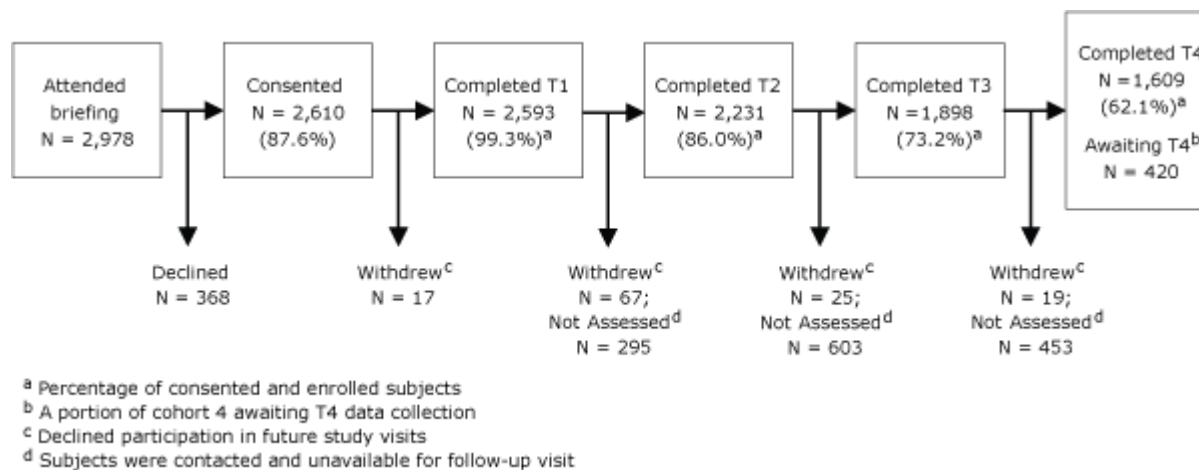 Attended
briefing
N = 2,978
Consented
N = 2,610
(87.6%)
Completed T1
N = 2,593
(99.3%)a
Completed T2
N = 2,231
(86.0%)a
Completed T3
N =1,898
(73.2%)a
Completed T4
N =1,609
(62.1%)a
Awaiting T4b
N = 420
Declined
N = 368
Withdrewc
N = 17
Withdrewc
N = 67;
Not Assessedd
N = 295
Withdrewc
N = 25;
Not Assessedd
N = 603
Withdrewc
N = 19;
Not Assessedd
N = 453
a Percentage of consented and enrolled subjects
b A portion of cohort 4 awaiting T4 data collection
c Declined participation in future study visits
d Subjects were contacted and unavailable for follow-up visit